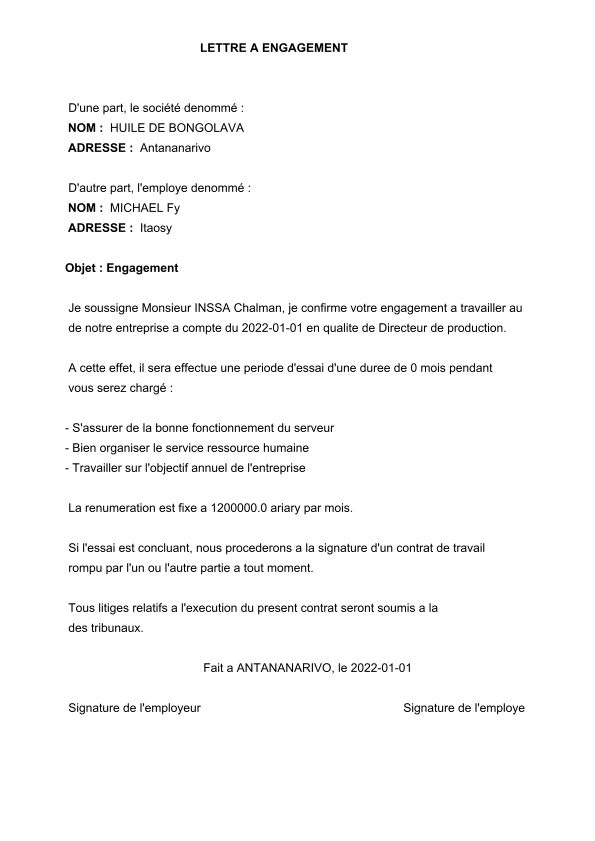 LETTRE A ENGAGEMENT
D'une part, le société denommé :
NOM : HUILE DE BONGOLAVA
ADRESSE : Antananarivo
D'autre part, l'employe denommé :
NOM : MICHAEL Fy
ADRESSE : Itaosy
Objet : Engagement
Je soussigne Monsieur INSSA Chalman, je confirme votre engagement a travailler au
de notre entreprise a compte du 2022-01-01 en qualite de Directeur de production.
A cette effet, il sera effectue une periode d'essai d'une duree de 0 mois pendant
vous serez chargé :
- S'assurer de la bonne fonctionnement du serveur
- Bien organiser le service ressource humaine
- Travailler sur l'objectif annuel de l'entreprise
La renumeration est fixe a 1200000.0 ariary par mois.
Si l'essai est concluant, nous procederons a la signature d'un contrat de travail
rompu par l'un ou l'autre partie a tout moment.
Tous litiges relatifs a l'execution du present contrat seront soumis a la
des tribunaux.
Fait a ANTANANARIVO, le 2022-01-01
Signature de l'employeur Signature de l'employe